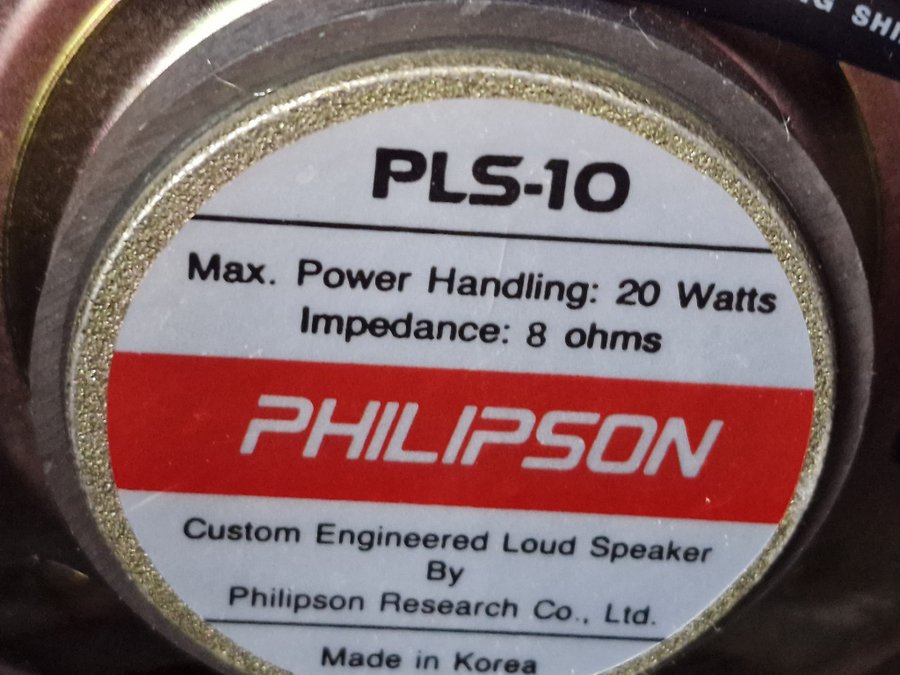 SHI
PLS-10
Max. Power Handling: 20 Watts
Impedance: 8 ohms
PHILIPSON
Custom Engineered Loud Speaker
By
Philipson Research Co., Ltd.
Made in Korea